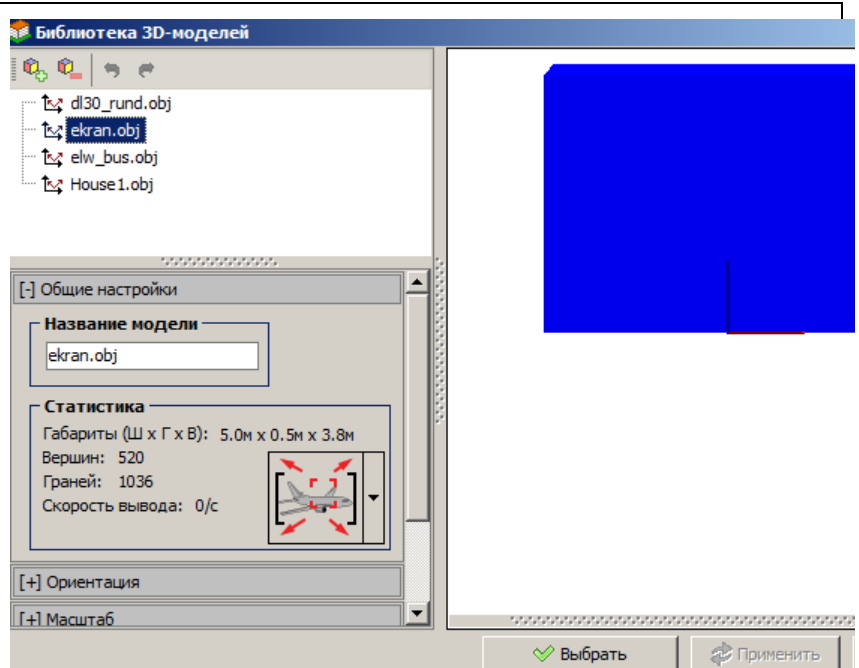 Библиотека 3D-моделей
dl30_rund.obj
ekran.obj
elw_bus.obj
House1.obj
[-] Общие настройки
Название модели
ekran.obj
Статистика
Габариты (Ш x Г x В): 5.0м x 0.5м x 3.8м
Вершин: 520
Граней: 1036
Скорость вывода: 0/с
[+] Ориентация
[+] Масштаб
Выбрать
Применить